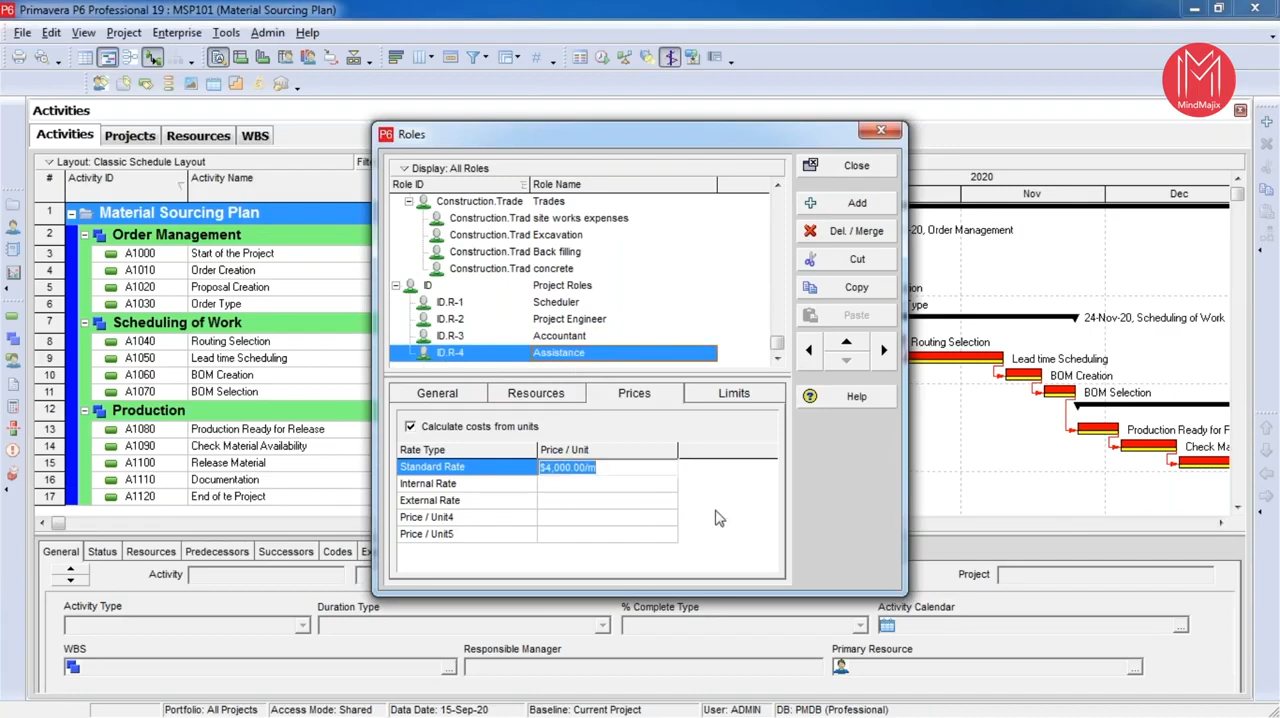 Primavera P6 Professional 19 : MSP101 (Material Sourcing Plan)
File Edit View Project Enterprise Tools Admin Help
MindMajix
Activities
Activities Projects Resources WBS
Layout: Classic Schedule Layout
# Activity ID Activity Name
2020
Nov Dec
1 Material Sourcing Plan
2 Order Management
3 A1000 Start of the Project
4 A1010 Order Creation
5 A1020 Proposal Creation
6 A1030 Order Type
7 Scheduling of Work
8 A1040 Routing Selection
9 A1050 Lead time Scheduling
10 A1060 BOM Creation
11 A1070 BOM Selection
12 Production
13 A1080 Production Ready for Release
14 A1090 Check Material Availability
15 A1100 Release Material
16 A1110 Documentation
17 A1120 End of te Project
20, Order Management
24-Nov-20, Scheduling of Work
Routing Selection
Lead time Scheduling
BOM Creation
BOM Selection
Production Ready for F
Check Ma
P6 Roles
Display: All Roles
Role ID Role Name
Construction.Trade Trades
Construction.Trad site works expenses
Construction.Trad Excavation
Construction.Trad Back filling
Construction.Trad concrete
ID Project Roles
ID.R-1 Scheduler
ID.R-2 Project Engineer
ID.R-3 Accountant
ID.R-4 Assistance
Close
Add
Del. / Merge
Cut
Copy
Paste
Help
General Resources Prices Limits
Calculate costs from units
Rate Type Price / Unit
Standard Rate $4,000.00/m
Internal Rate
External Rate
Price / Unit4
Price / Unit5
General Status Resources Predecessors Successors Codes
Activity Project
Activity Type Duration Type % Complete Type Activity Calendar
WBS Responsible Manager Primary Resource
Portfolio: All Projects Access Mode: Shared Data Date: 15-Sep-20 Baseline: Current Project User: ADMIN DB: PMDB (Professional)